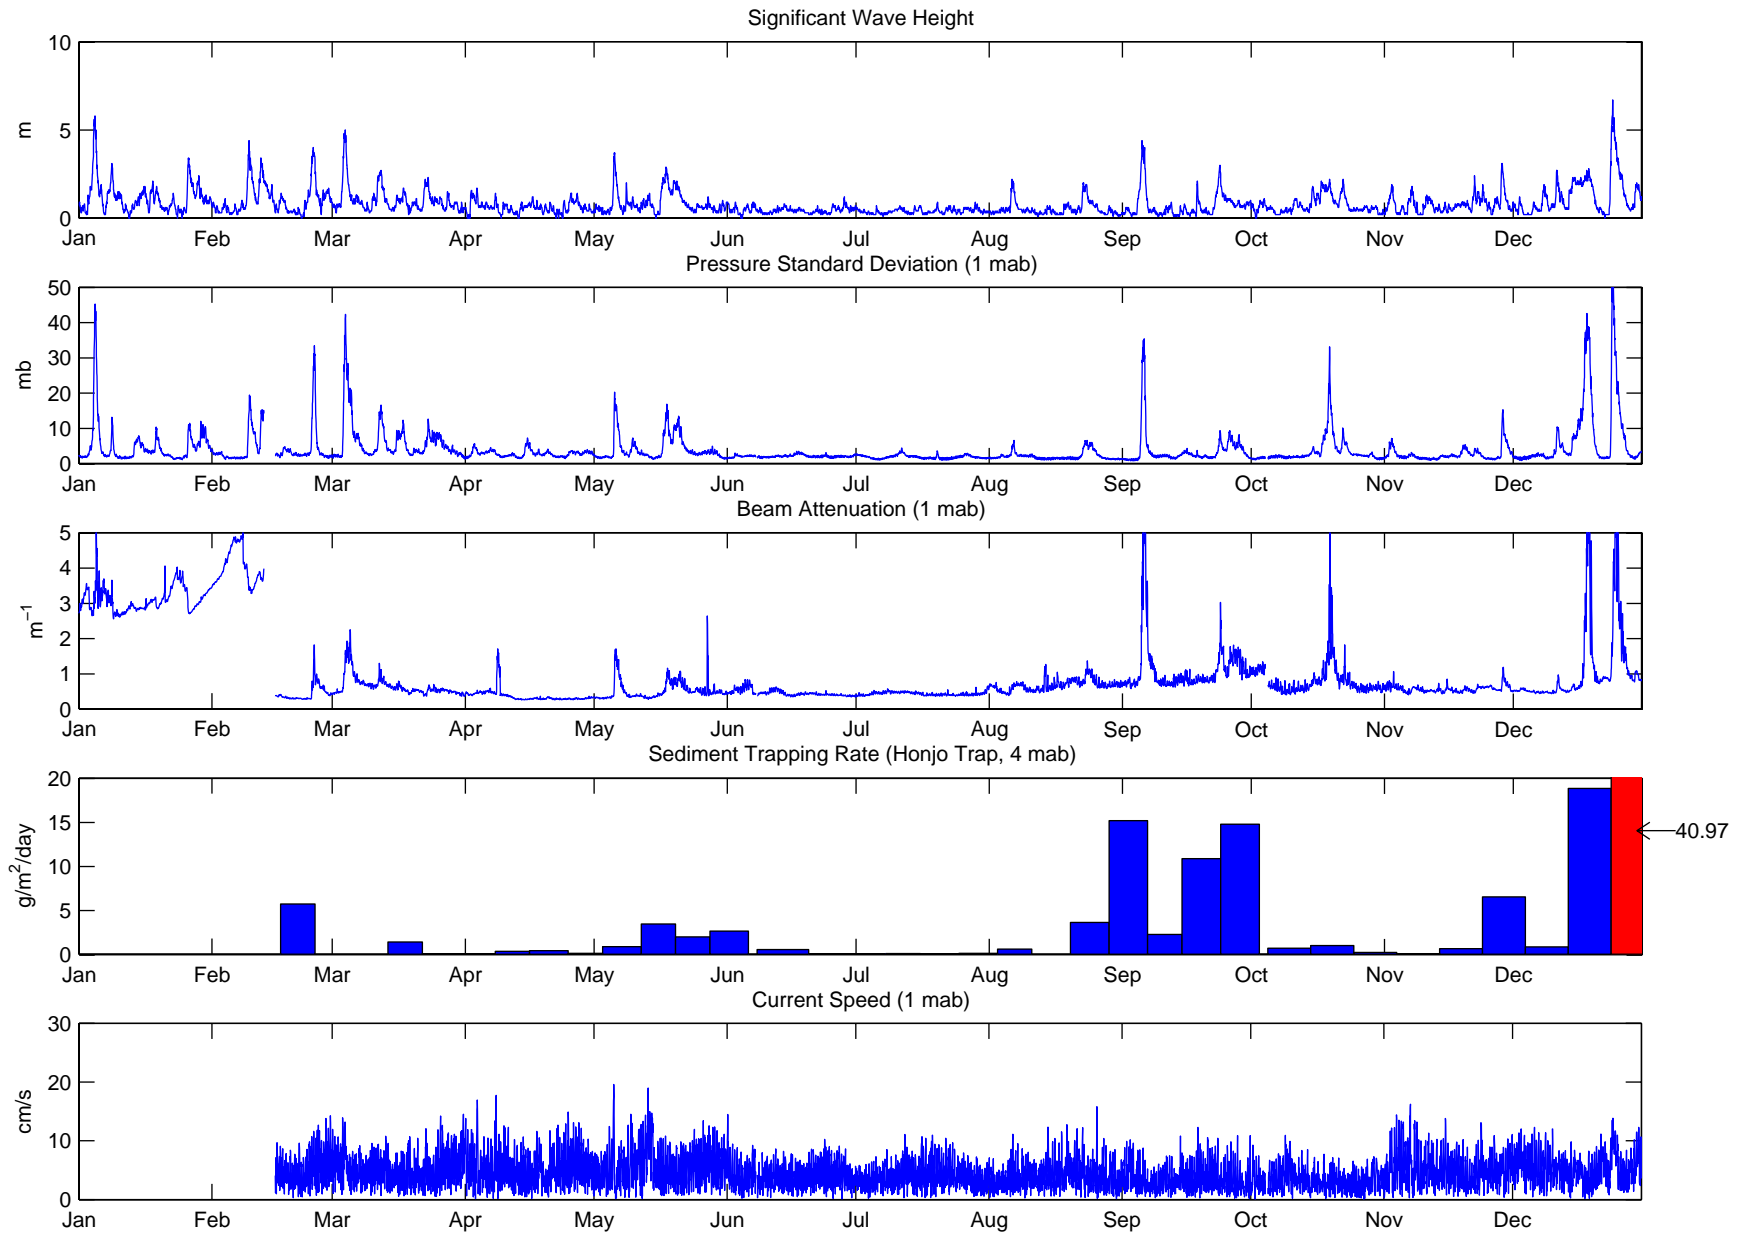 Significant Wave Height
10
5
0
m
Jan Feb Mar Apr May Jun Jul Aug Sep Oct Nov Dec
Pressure Standard Deviation (1 mab)
50
40
30
20
10
0
mb
Jan Feb Mar Apr May Jun Jul Aug Sep Oct Nov Dec
Beam Attenuation (1 mab)
5
4
3
2
1
0
m⁻¹
Jan Feb Mar Apr May Jun Jul Aug Sep Oct Nov Dec
Sediment Trapping Rate (Honjo Trap, 4 mab)
20
15
10
5
0
g/m²/day
40.97
Jan Feb Mar Apr May Jun Jul Aug Sep Oct Nov Dec
Current Speed (1 mab)
30
20
10
0
cm/s
Jan Feb Mar Apr May Jun Jul Aug Sep Oct Nov Dec